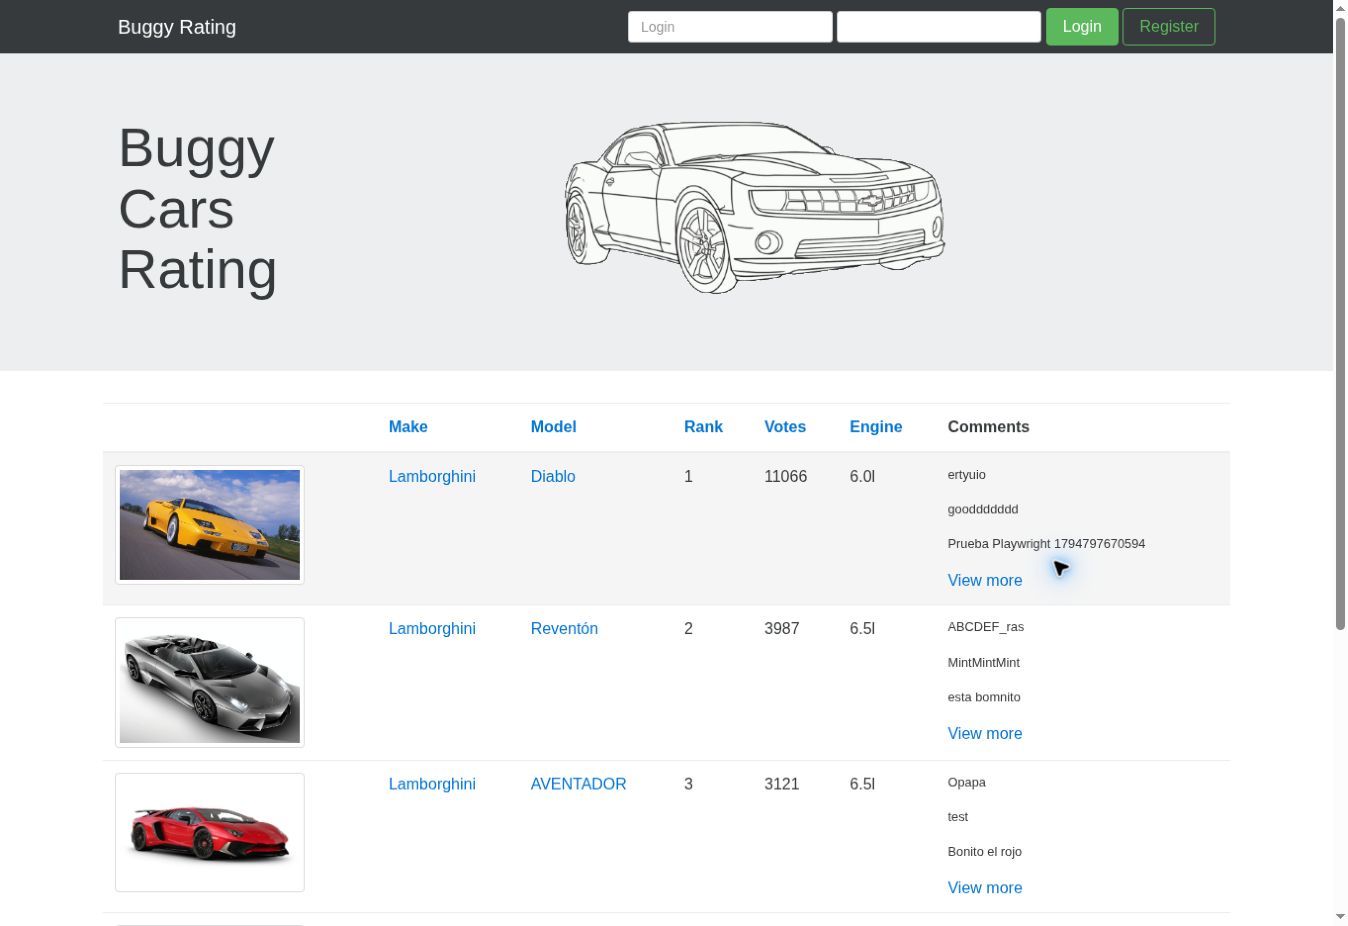 Buggy Rating
Login
Login
Register
Buggy
Cars
Rating
Make Model Rank Votes Engine Comments
Lamborghini Diablo 1 11066 6.0l ertyuio
gooddddddd
Prueba Playwright 1794797670594
View more
Lamborghini Reventón 2 3987 6.5l ABCDEF_ras
MintMintMint
esta bomnito
View more
Lamborghini AVENTADOR 3 3121 6.5l Opapa
test
Bonito el rojo
View more